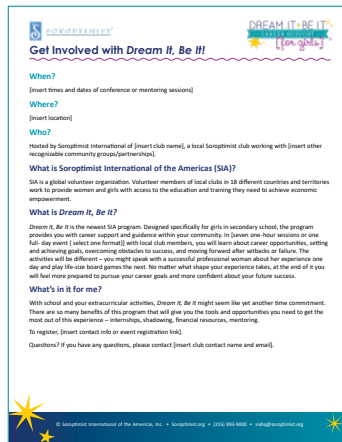 SOROPTIMIST®
DREAM IT • BE IT
CAREER SUPPORT
[for girls]
Get Involved with Dream It, Be It!
When?
[insert times and dates of conference or mentoring sessions]
Where?
[insert location]
Who?
Hosted by Soroptimist International of [insert club name], a local Soroptimist club working with [insert other
recognizable community groups/partnerships].
What is Soroptimist International of the Americas (SIA)?
SIA is a global volunteer organization. Volunteer members of local clubs in 18 different countries and territories
work to provide women and girls with access to the education and training they need to achieve economic
empowerment.
What is Dream It, Be It?
Dream It, Be It is the newest SIA program. Designed specifically for girls in secondary school, the program
provides you with career support and guidance within your community. In [seven one-hour sessions or one
full- day event ( select one format)] with local club members, you will learn about career opportunities, setting
and achieving goals, overcoming obstacles to success, and moving forward after setbacks or failure. The
activities will be different – you might speak with a successful professional woman about her experience one
day and play life-size board games the next. No matter what shape your experience takes, at the end of it you
will feel more prepared to pursue your career goals and more confident about your future success.
What's in it for me?
With school and your extracurricular activities, Dream It, Be It might seem like yet another time commitment.
There are so many benefits of this program that will give you the tools and opportunities you need to get the
most out of this experience – internships, shadowing, financial resources, mentoring.
To register, [insert contact info or event registration link].
Questions? If you have any questions, please contact [insert club contact name and email].
© Soroptimist International of the Americas, Inc. • Soroptimist.org • (215) 893-9000 • siahq@soroptimist.org